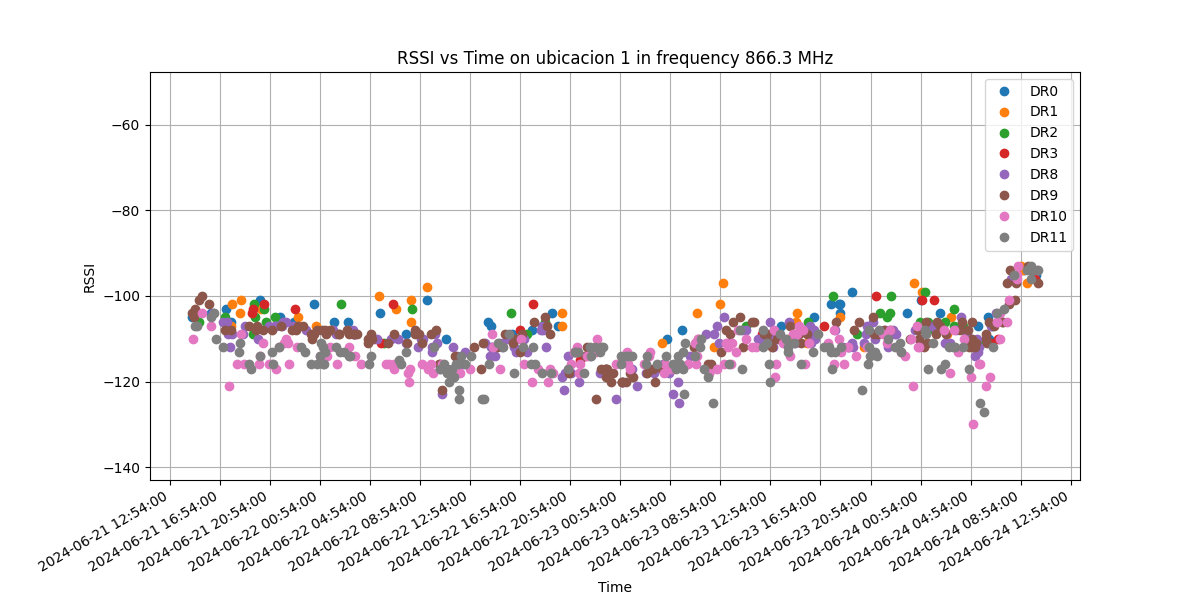 RSSI vs Time on ubicacion 1 in frequency 866.3 MHz
RSSI
−60
−80
−100
−120
−140
DR0
DR1
DR2
DR3
DR8
DR9
DR10
DR11
2024-06-21 12:54:00
2024-06-21 16:54:00
2024-06-21 20:54:00
2024-06-22 00:54:00
2024-06-22 04:54:00
2024-06-22 08:54:00
2024-06-22 12:54:00
2024-06-22 16:54:00
2024-06-22 20:54:00
2024-06-23 00:54:00
2024-06-23 04:54:00
2024-06-23 08:54:00
2024-06-23 12:54:00
2024-06-23 16:54:00
2024-06-23 20:54:00
2024-06-24 00:54:00
2024-06-24 04:54:00
2024-06-24 08:54:00
2024-06-24 12:54:00
Time